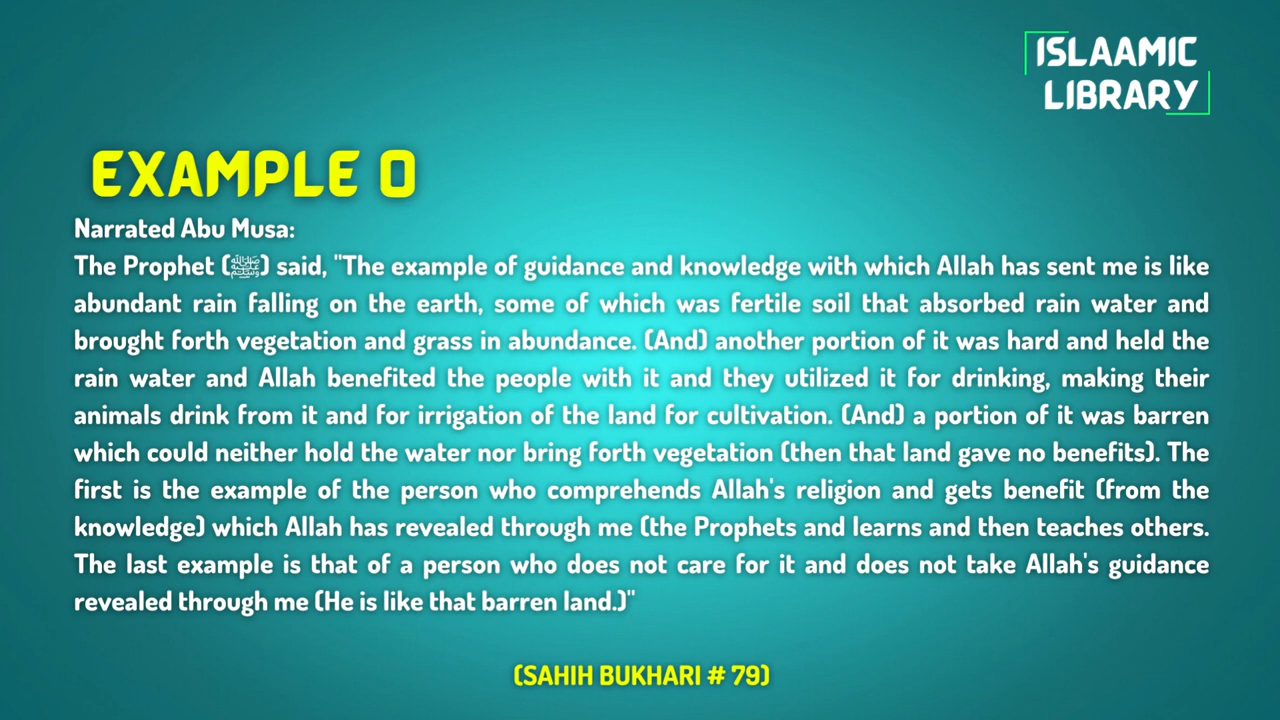 ISLAAMIC
LIBRARY
EXAMPLE O
Narrated Abu Musa:
The Prophet (ﷺ) said, "The example of guidance and knowledge with which Allah has sent me is like
abundant rain falling on the earth, some of which was fertile soil that absorbed rain water and
brought forth vegetation and grass in abundance. (And) another portion of it was hard and held the
rain water and Allah benefited the people with it and they utilized it for drinking, making their
animals drink from it and for irrigation of the land for cultivation. (And) a portion of it was barren
which could neither hold the water nor bring forth vegetation (then that land gave no benefits). The
first is the example of the person who comprehends Allah's religion and gets benefit (from the
knowledge) which Allah has revealed through me (the Prophets and learns and then teaches others.
The last example is that of a person who does not care for it and does not take Allah's guidance
revealed through me (He is like that barren land.)"
(SAHIH BUKHARI # 79)